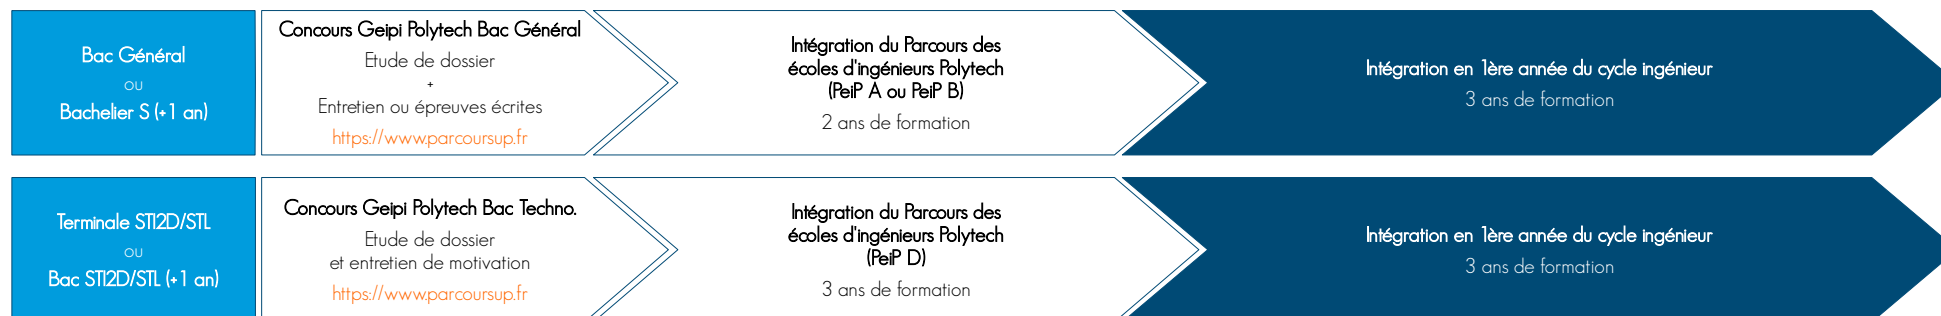 Bac Général
ou
Bachelier S (+1 an)
Concours Geipi Polytech Bac Général
Etude de dossier
+
Entretien ou épreuves écrites
https://www.parcoursup.fr
Intégration du Parcours des
écoles d'ingénieurs Polytech
(PeiP A ou PeiP B)
2 ans de formation
Intégration en 1ère année du cycle ingénieur
3 ans de formation
Terminale STI2D/STL
ou
Bac STI2D/STL (+1 an)
Concours Geipi Polytech Bac Techno.
Etude de dossier
et entretien de motivation
https://www.parcoursup.fr
Intégration du Parcours des
écoles d'ingénieurs Polytech
(PeiP D)
3 ans de formation
Intégration en 1ère année du cycle ingénieur
3 ans de formation